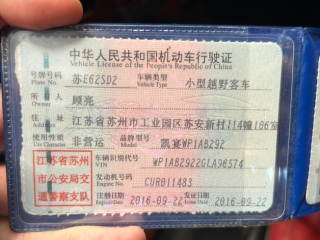 中华人民共和国机动车行驶证
Vehicle License of the People's Republic of China
号牌号码 苏E62SD2 车辆类型 小型越野客车
Plate No. Vehicle Type
所有人 顾亮
Owner
住址 江苏省苏州市工业园区苏安新村114幢106室
Address
使用性质 非营运 品牌型号 凯宴WP1AB292
Use Character Model
江苏省苏州
市公安局交
通警察支队
车辆识别代号 WP1AB2922GLA96574
VIN
发动机号码 CUR011483
Engine No.
注册日期 2016-09-22 发证日期 2016-09-22
Issue Date